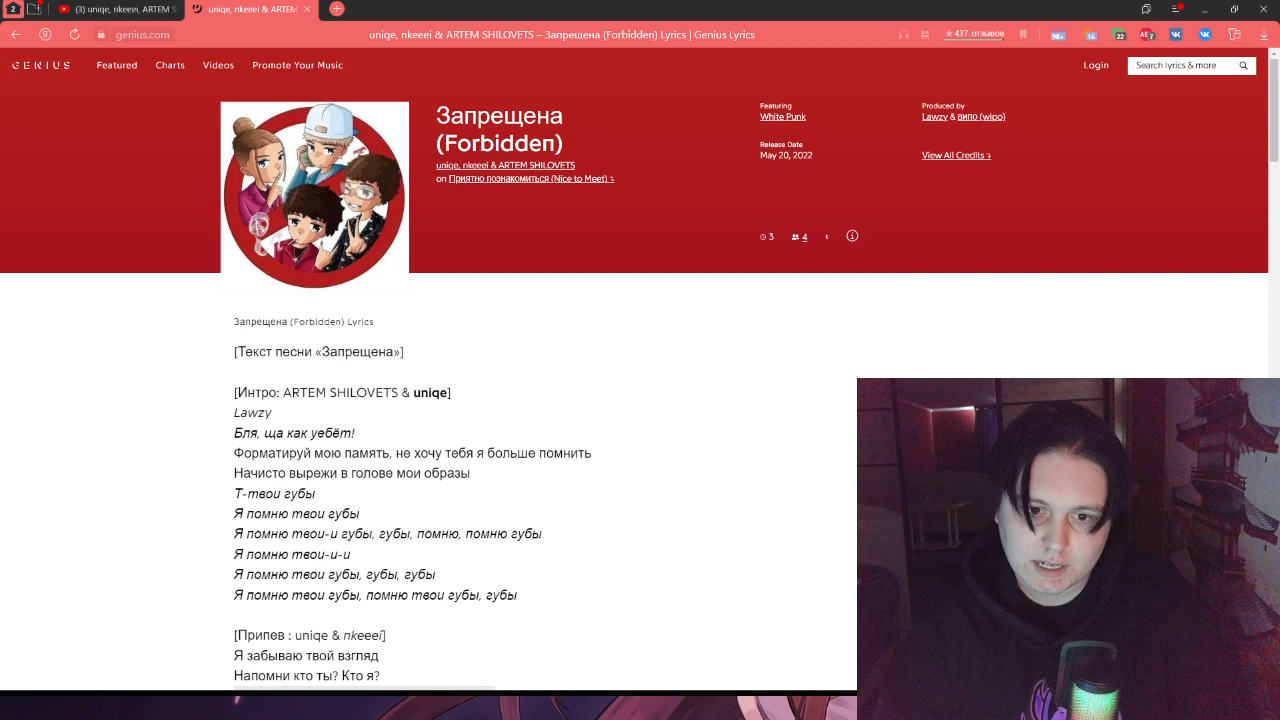 2
(3) uniqe, nkeeei, ARTEM S
uniqe, nkeeei & ARTEM
genius.com
uniqe, nkeeei & ARTEM SHILOVETS – Запрещена (Forbidden) Lyrics | Genius Lyrics
★ 437 отзывов
GENIUS
Featured
Charts
Videos
Promote Your Music
Login
Search lyrics & more
Запрещена
(Forbidden)
uniqe, nkeeei & ARTEM SHILOVETS
on Приятно познакомиться (Nice to Meet)
Featuring
White Punk
Release Date
May 20, 2022
Produced by
Lawzy & випо (wipo)
View All Credits
3
4
Запрещена (Forbidden) Lyrics
[Текст песни «Запрещена»]
[Интро: ARTEM SHILOVETS & uniqe]
Lawzy
Бля, ща как уебёт!
Форматируй мою память, не хочу тебя я больше помнить
Начисто вырежи в голове мои образы
Т-твои губы
Я помню твои губы
Я помню твои-и губы, губы, помню, помню губы
Я помню твои-и-и
Я помню твои губы, губы, губы
Я помню твои губы, помню твои губы, губы
[Припев : uniqe & nkeeei]
Я забываю твой взгляд
Напомни кто ты? Кто я?